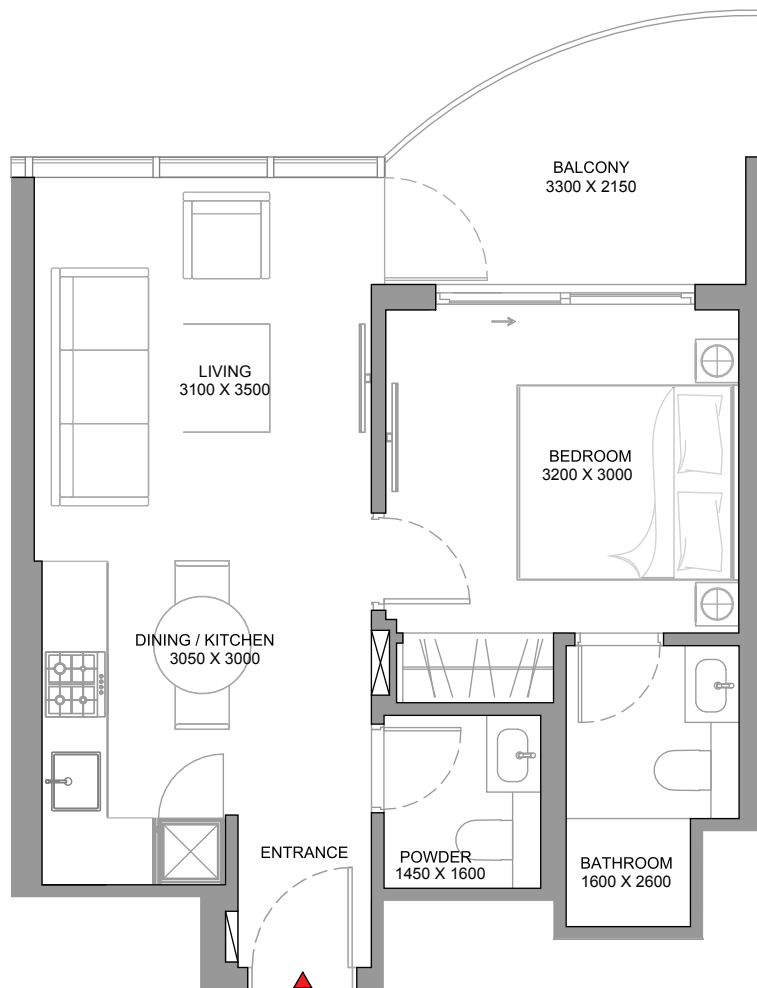 BALCONY
3300 X 2150
LIVING
3100 X 3500
BEDROOM
3200 X 3000
DINING / KITCHEN
3050 X 3000
ENTRANCE
POWDER
1450 X 1600
BATHROOM
1600 X 2600